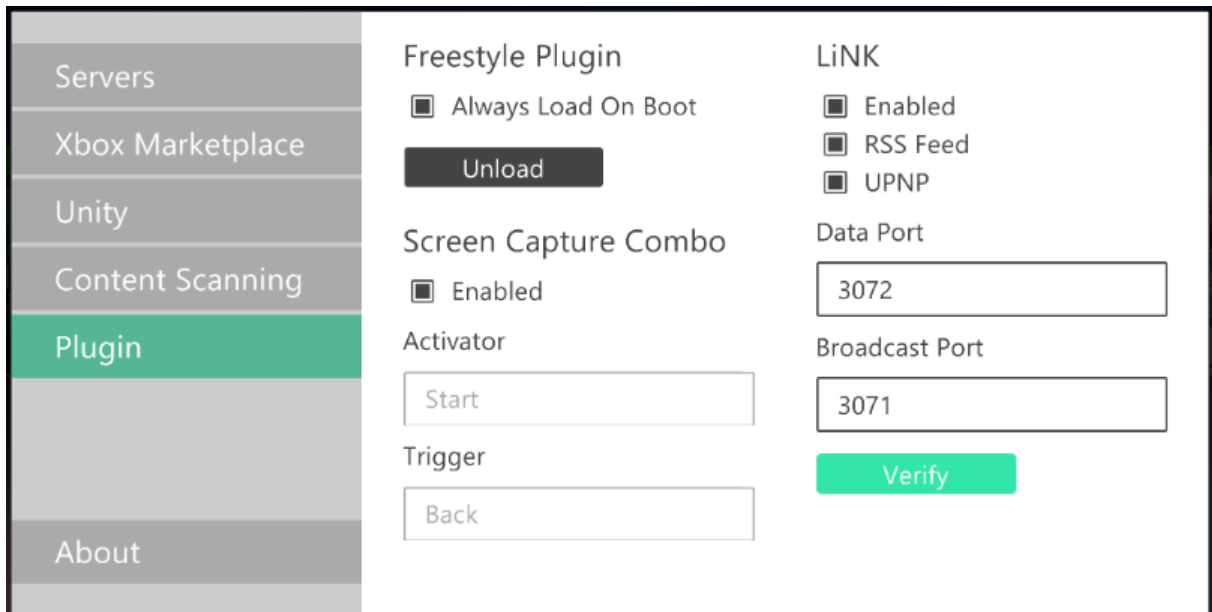 Servers
Xbox Marketplace
Unity
Content Scanning
Plugin
About
Freestyle Plugin
Always Load On Boot
Unload
Screen Capture Combo
Enabled
Activator
Start
Trigger
Back
LiNK
Enabled
RSS Feed
UPNP
Data Port
3072
Broadcast Port
3071
Verify